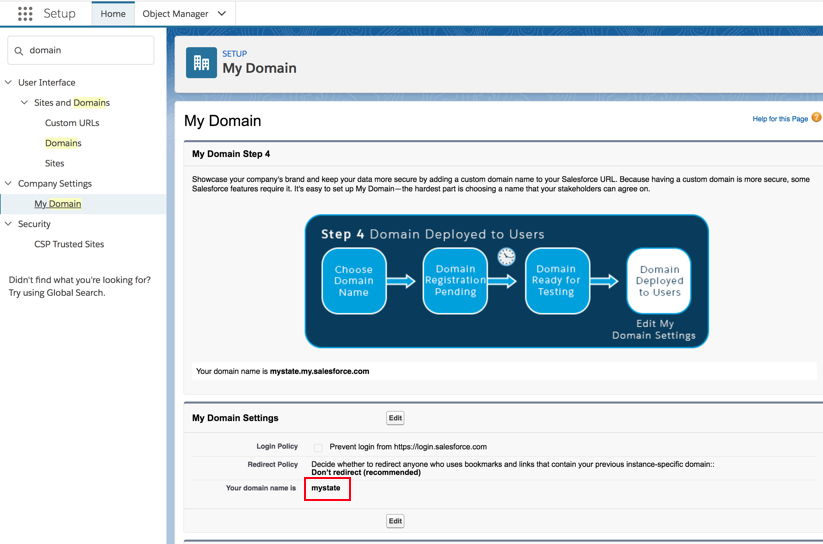 Setup
Home
Object Manager
domain
User Interface
Sites and Domains
Custom URLs
Domains
Sites
Company Settings
My Domain
Security
CSP Trusted Sites
Didn't find what you're looking for?
Try using Global Search.
SETUP
My Domain
My Domain
Help for this Page ?
My Domain Step 4
Showcase your company's brand and keep your data more secure by adding a custom domain name to your Salesforce URL. Because having a custom domain is more secure, some
Salesforce features require it. It's easy to set up My Domain—the hardest part is choosing a name that your stakeholders can agree on.
Step 4 Domain Deployed to Users
Choose
Domain
Name
Domain
Registration
Pending
Domain
Ready for
Testing
Domain
Deployed
to Users
Edit My
Domain Settings
Your domain name is mystate.my.salesforce.com
My Domain Settings
Edit
Login Policy
Prevent login from https://login.salesforce.com
Redirect Policy
Decide whether to redirect anyone who uses bookmarks and links that contain your previous instance-specific domain::
Don't redirect (recommended)
Your domain name is
mystate
Edit